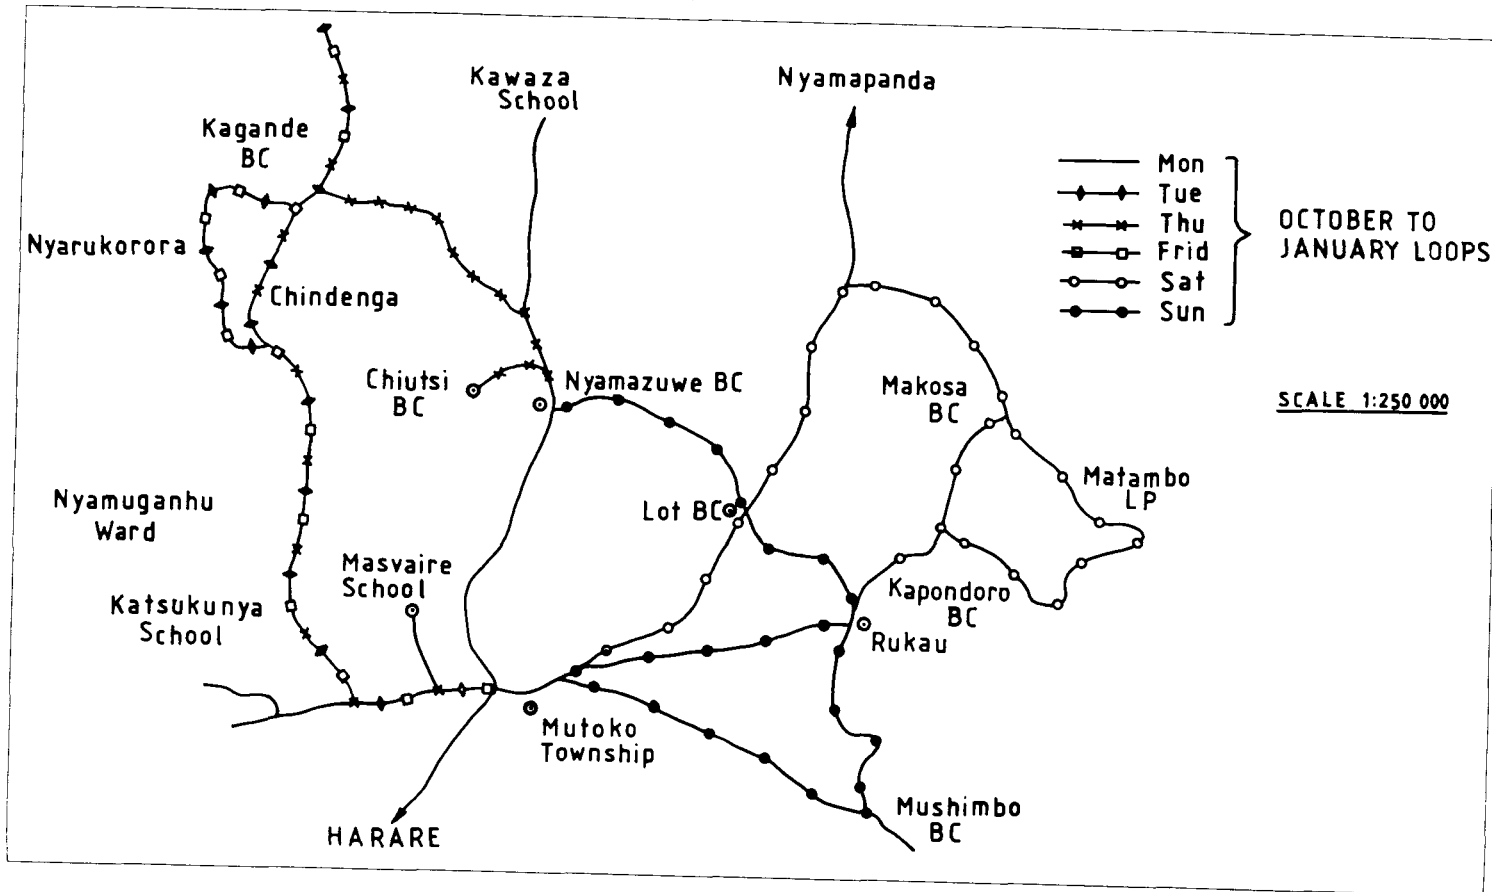 Kawaza
School
Nyamapanda
Kagande
BC
Mon
Tue
Thu
Frid
Sat
Sun
OCTOBER TO
JANUARY LOOPS
Nyarukorora
Chindenga
Chiutsi
BC
Nyamazuwe BC
Makosa
BC
SCALE 1:250 000
Matambo
LP
Nyamuganhu
Ward
Lot BC
Masvaire
School
Katsukunya
School
Kapondoro
BC
Rukau
Mutoko
Township
Mushimbo
BC
HARARE